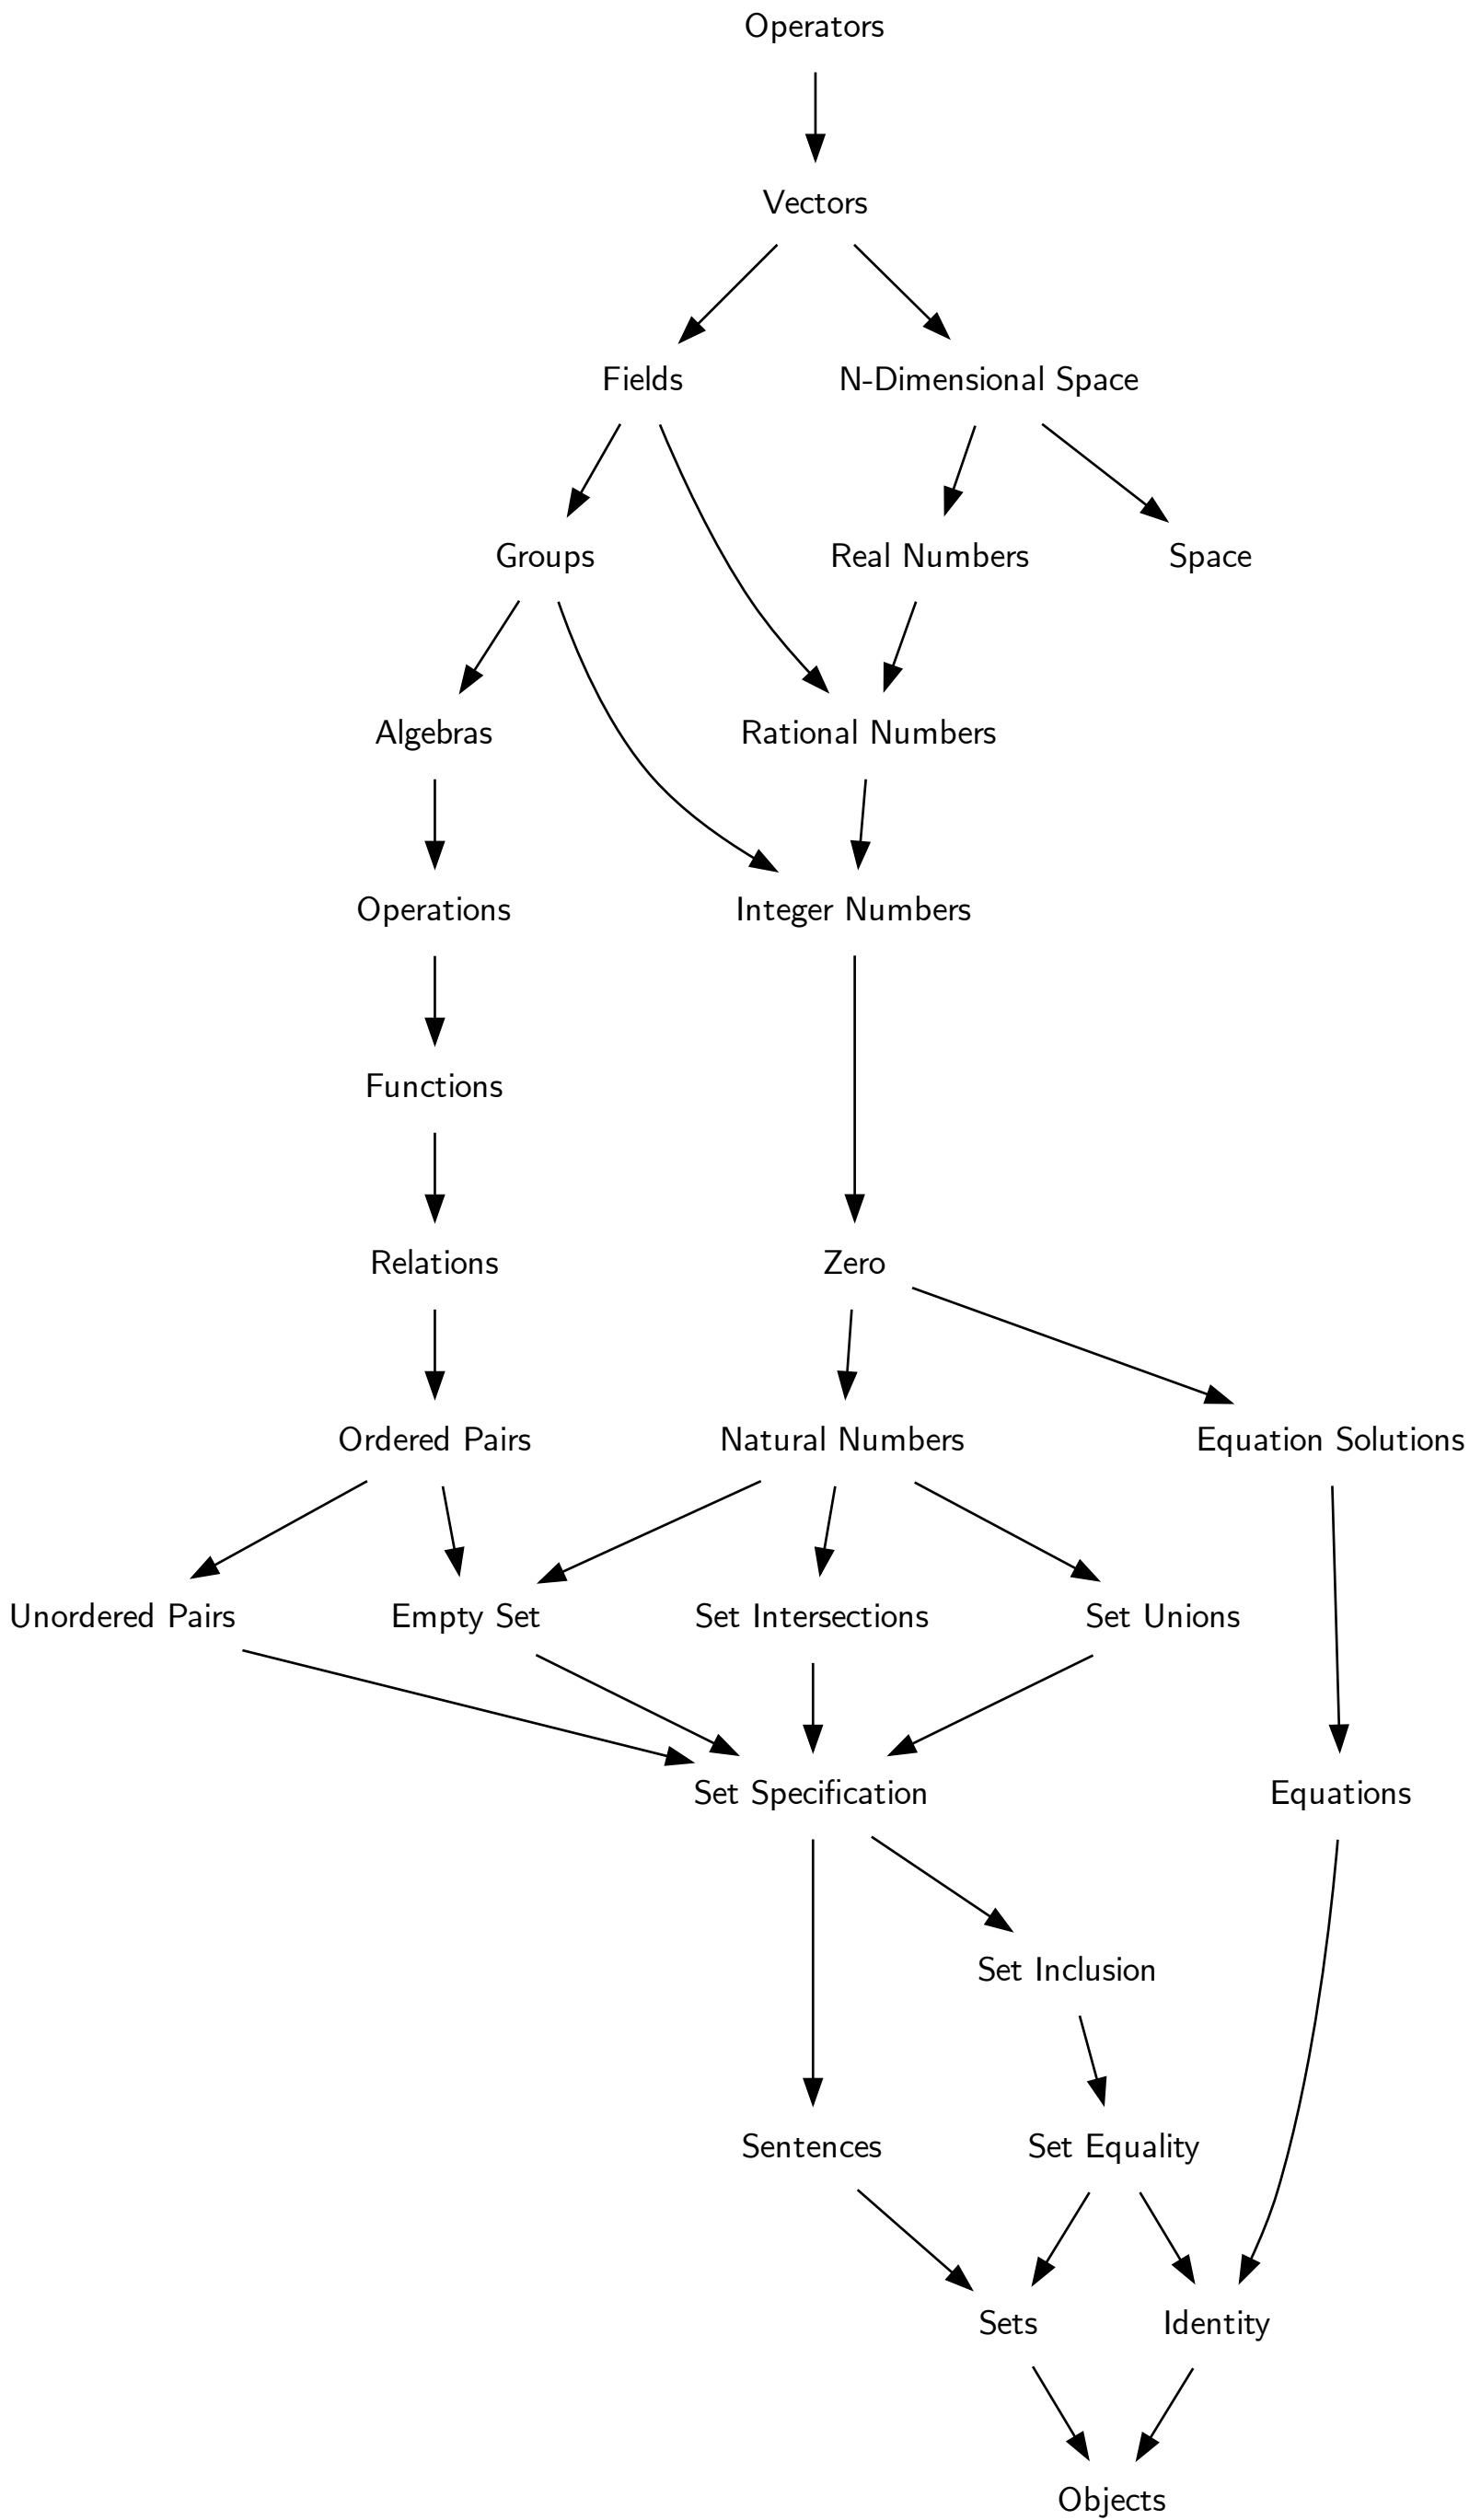 Operators
Vectors
Fields
N-Dimensional Space
Groups
Real Numbers
Space
Algebras
Rational Numbers
Operations
Integer Numbers
Functions
Relations
Zero
Ordered Pairs
Natural Numbers
Equation Solutions
Unordered Pairs
Empty Set
Set Intersections
Set Unions
Set Specification
Equations
Set Inclusion
Sentences
Set Equality
Sets
Identity
Objects